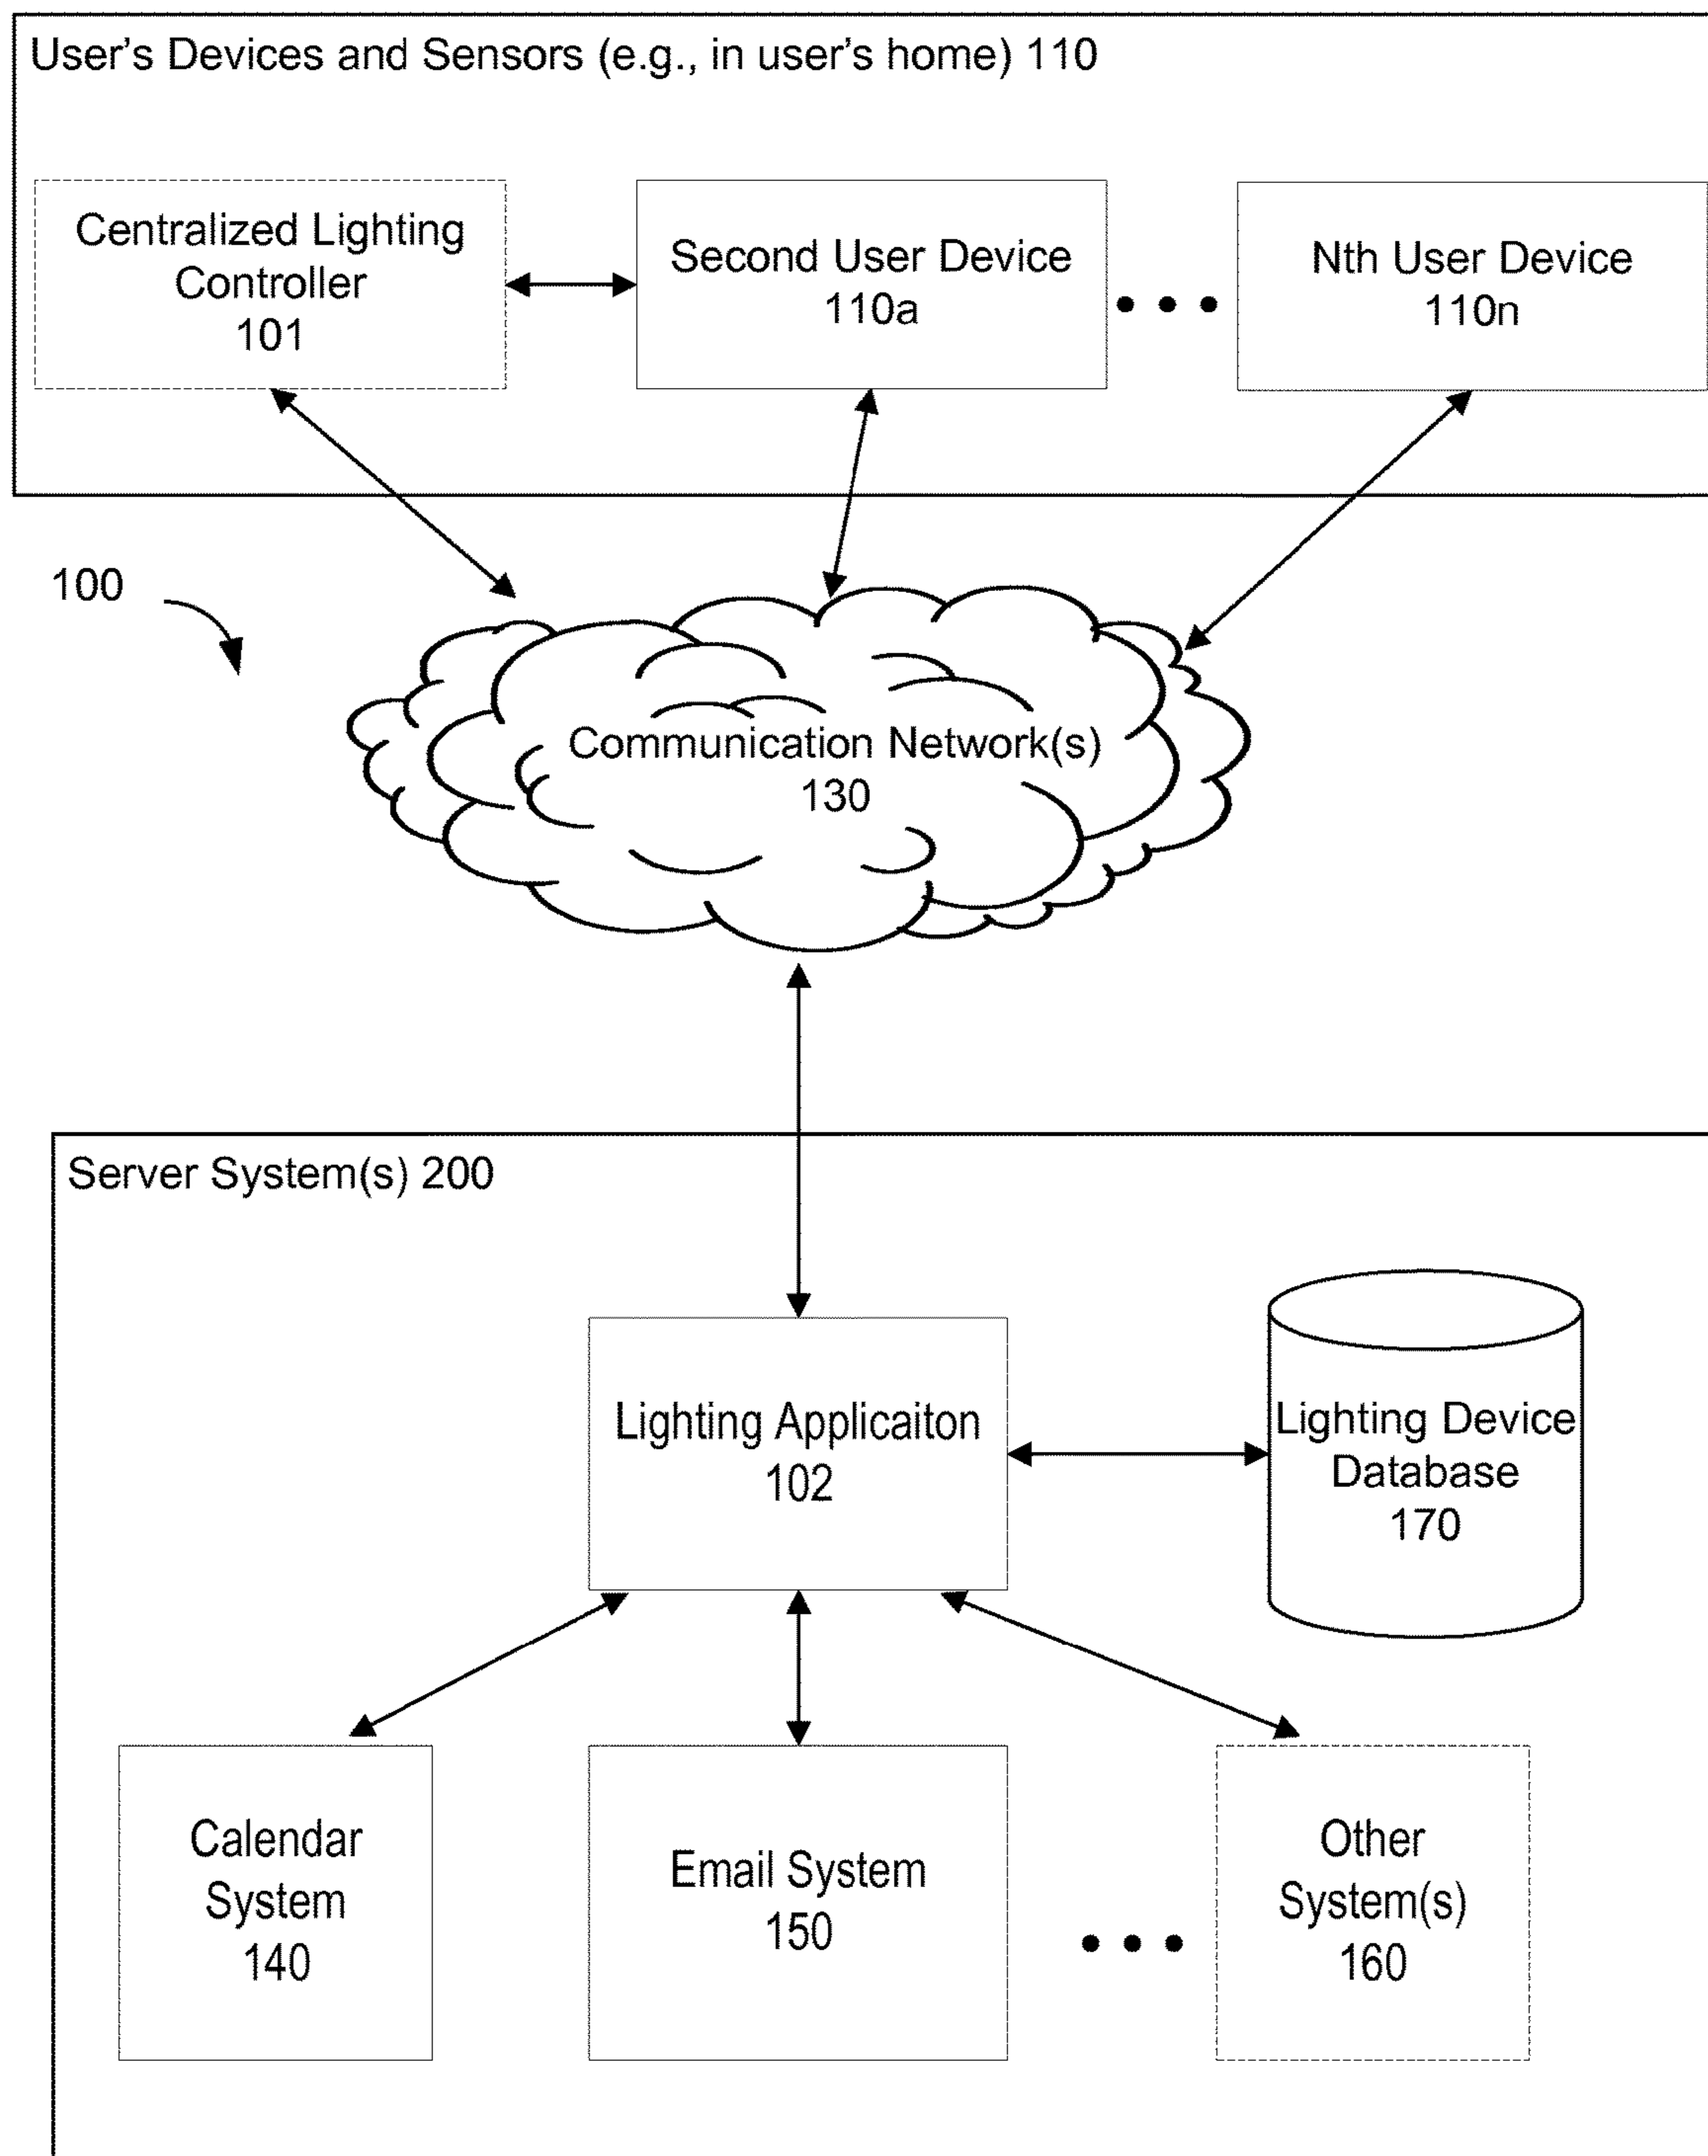 User's Devices and Sensors (e.g., in user's home) 110
Centralized Lighting
Controller
101
Second User Device
110a
Nth User Device
110n
100
Communication Network(s)
130
Server System(s) 200
Lighting Applicaiton
102
Lighting Device
Database
170
Calendar
System
140
Email System
150
Other
System(s)
160